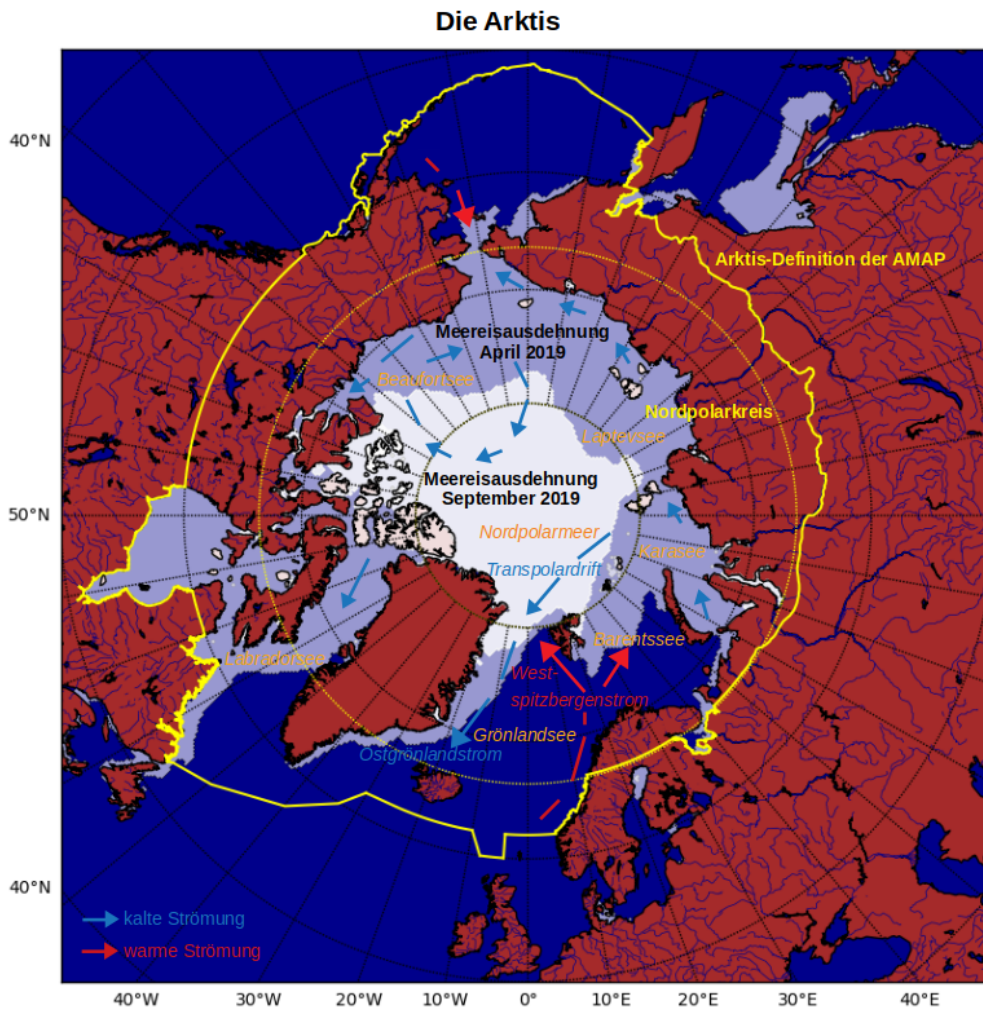 Die Arktis
40°N
Arktis-Definition der AMAP
Meereisausdehnung
April 2019
Beaufortsee
Nordpolarkreis
Laptevsee
Meereisausdehnung
September 2019
50°N
Nordpolarmeer
Karasee
Transpolardrift
Barentssee
Labradorsee
West-
spitzbergenstrom
Grönlandsee
Ostgrönlandstrom
40°N
kalte Strömung
warme Strömung
40°W 30°W 20°W 10°W 0° 10°E 20°E 30°E 40°E